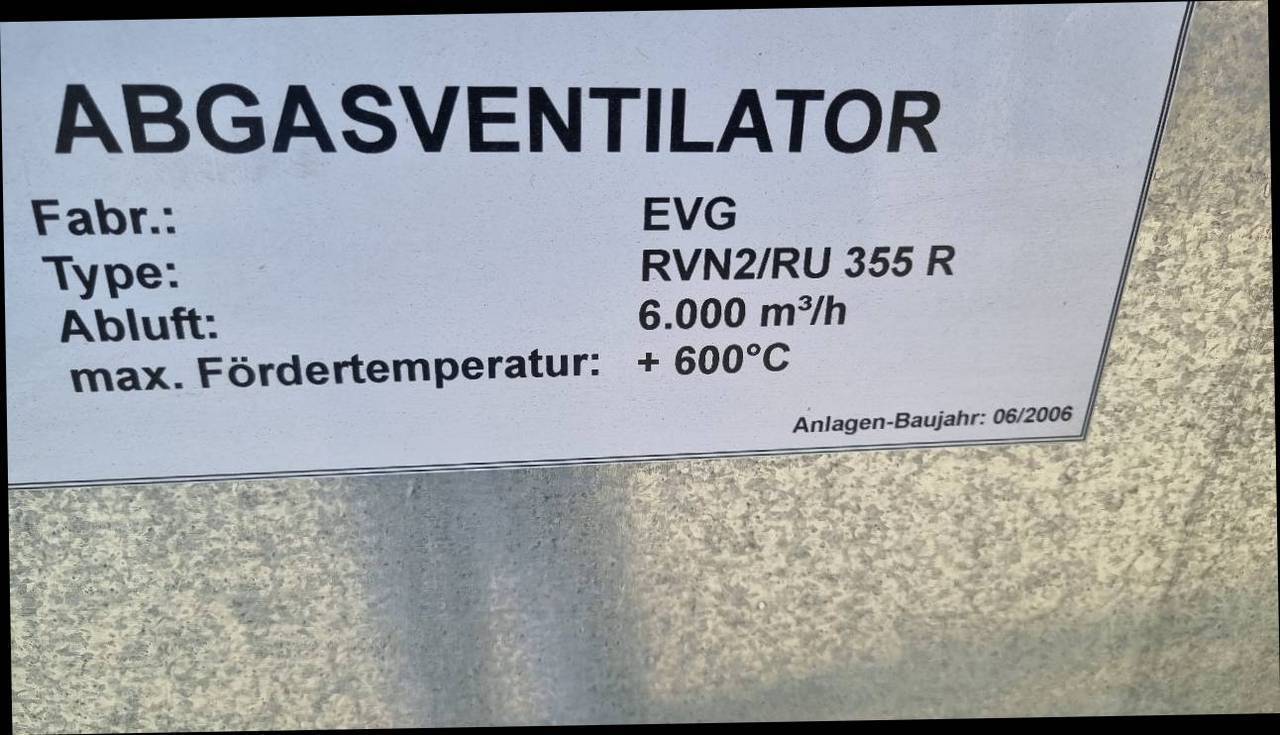 ABGASVENTILATOR
Fabr.: EVG
Type: RVN2/RU 355 R
Abluft: 6.000 m³/h
max. Fördertemperatur: + 600°C
Anlagen-Baujahr: 06/2006